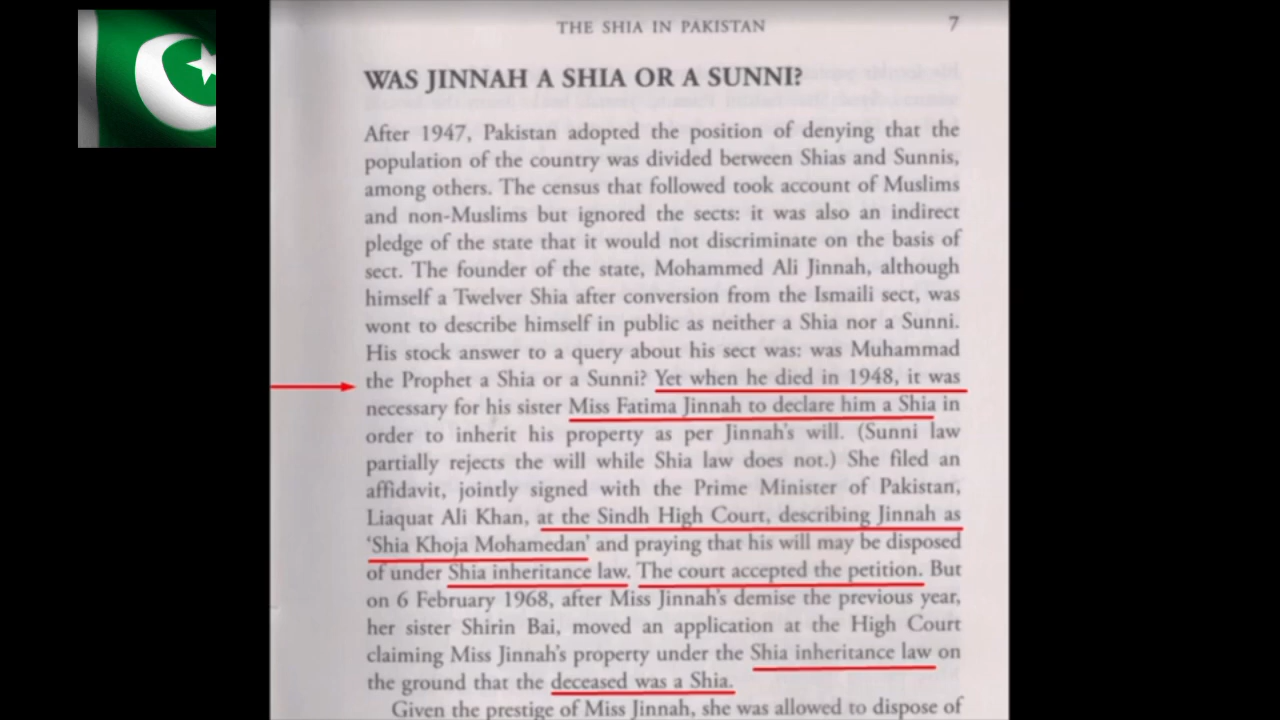 THE SHIA IN PAKISTAN 7
WAS JINNAH A SHIA OR A SUNNI?
After 1947, Pakistan adopted the position of denying that the
population of the country was divided between Shias and Sunnis,
among others. The census that followed took account of Muslims
and non-Muslims but ignored the sects: it was also an indirect
pledge of the state that it would not discriminate on the basis of
sect. The founder of the state, Mohammed Ali Jinnah, although
himself a Twelver Shia after conversion from the Ismaili sect, was
wont to describe himself in public as neither a Shia nor a Sunni.
His stock answer to a query about his sect was: was Muhammad
the Prophet a Shia or a Sunni? Yet when he died in 1948, it was
necessary for his sister Miss Fatima Jinnah to declare him a Shia in
order to inherit his property as per Jinnah's will. (Sunni law
partially rejects the will while Shia law does not.) She filed an
affidavit, jointly signed with the Prime Minister of Pakistan,
Liaquat Ali Khan, at the Sindh High Court, describing Jinnah as
'Shia Khoja Mohamedan' and praying that his will may be disposed
of under Shia inheritance law. The court accepted the petition. But
on 6 February 1968, after Miss Jinnah's demise the previous year,
her sister Shirin Bai, moved an application at the High Court
claiming Miss Jinnah's property under the Shia inheritance law on
the ground that the deceased was a Shia.
Given the prestige of Miss Jinnah, she was allowed to dispose of